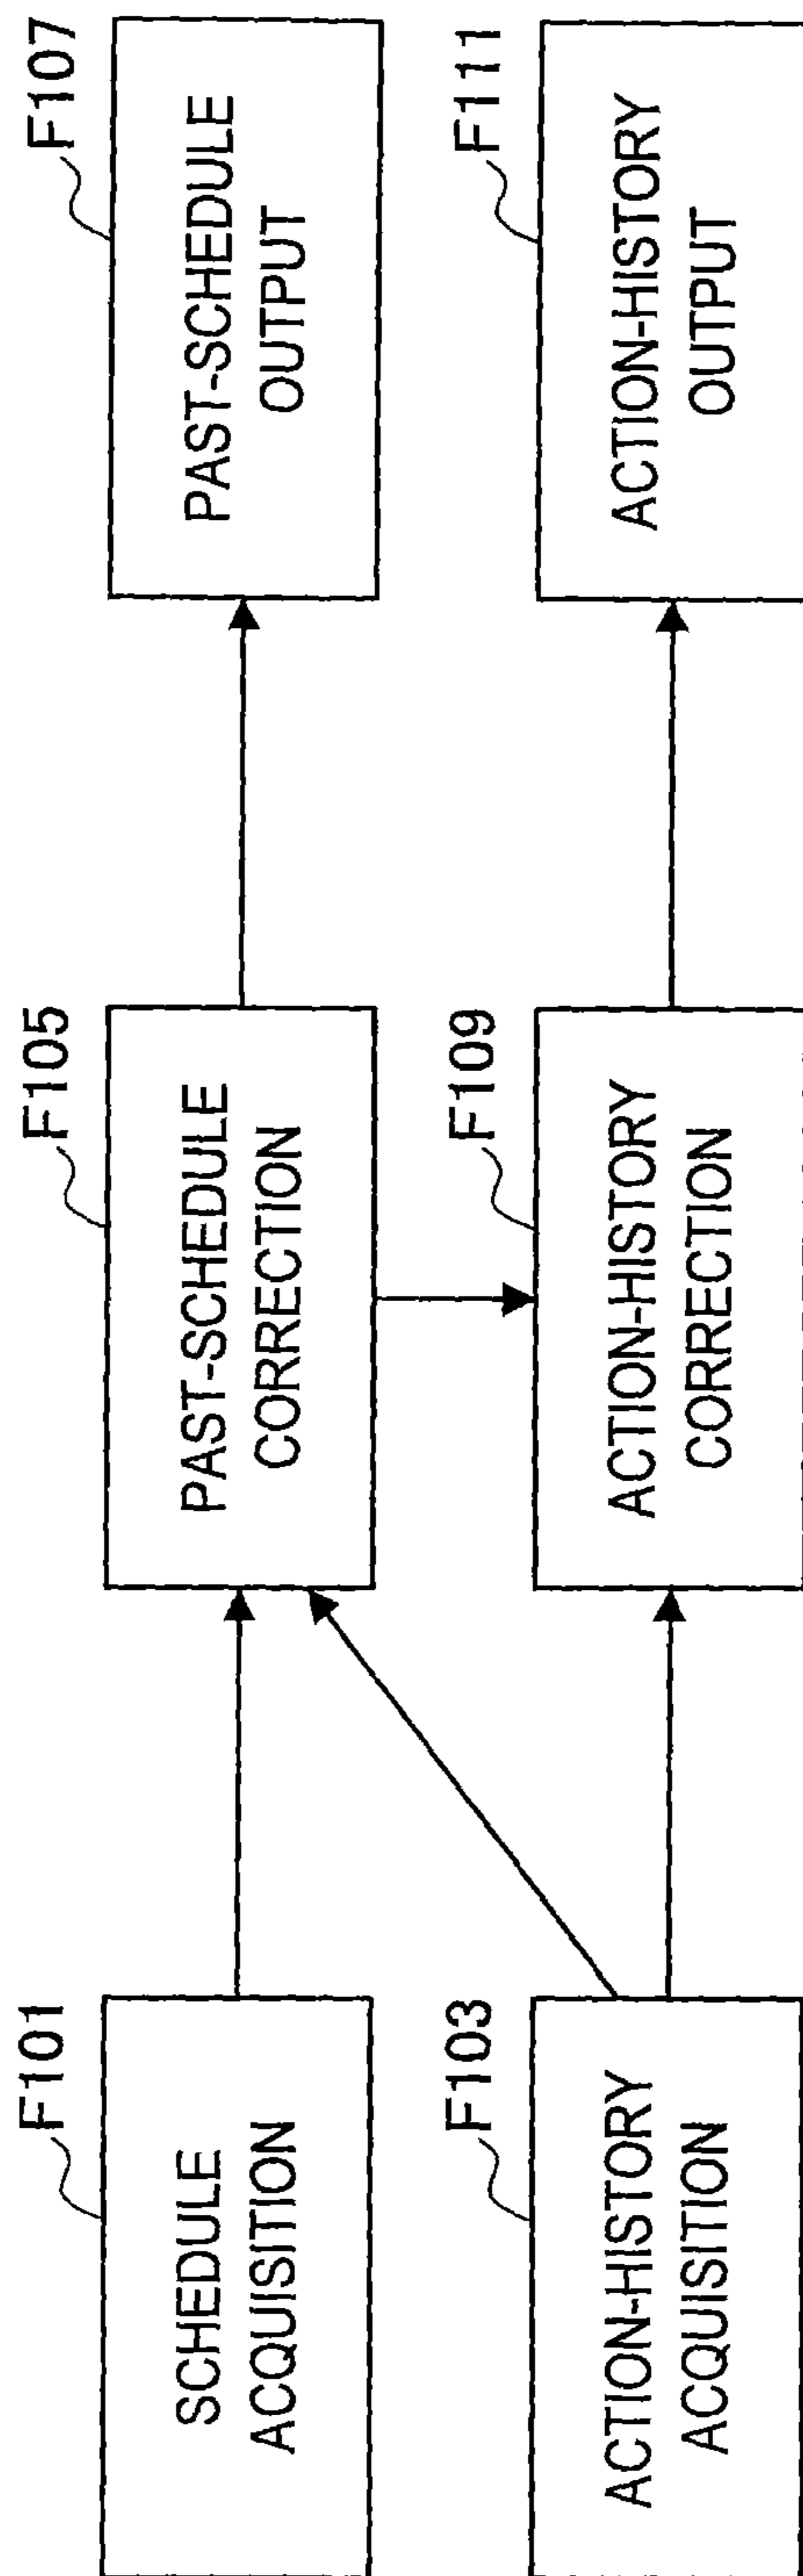 F101
SCHEDULE
ACQUISITION
F105
PAST-SCHEDULE
CORRECTION
F107
PAST-SCHEDULE
OUTPUT
F103
ACTION-HISTORY
ACQUISITION
F109
ACTION-HISTORY
CORRECTION
F111
ACTION-HISTORY
OUTPUT